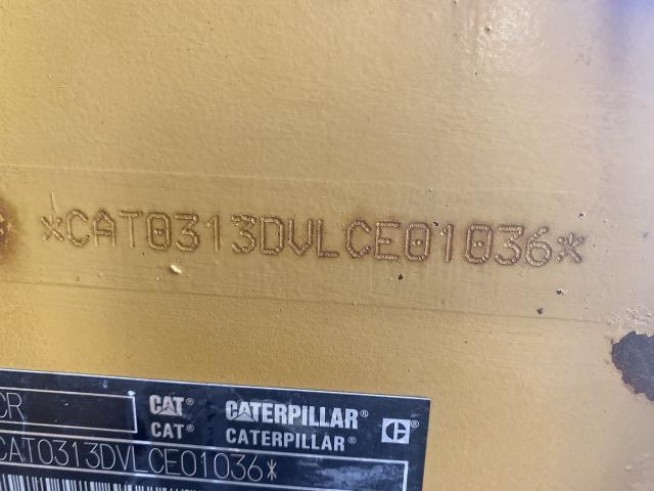 *CAT0313DVLCE01036*
CR
CAT® CATERPILLAR®
CAT® CATERPILLAR®
CAT0313DVLCE01036*